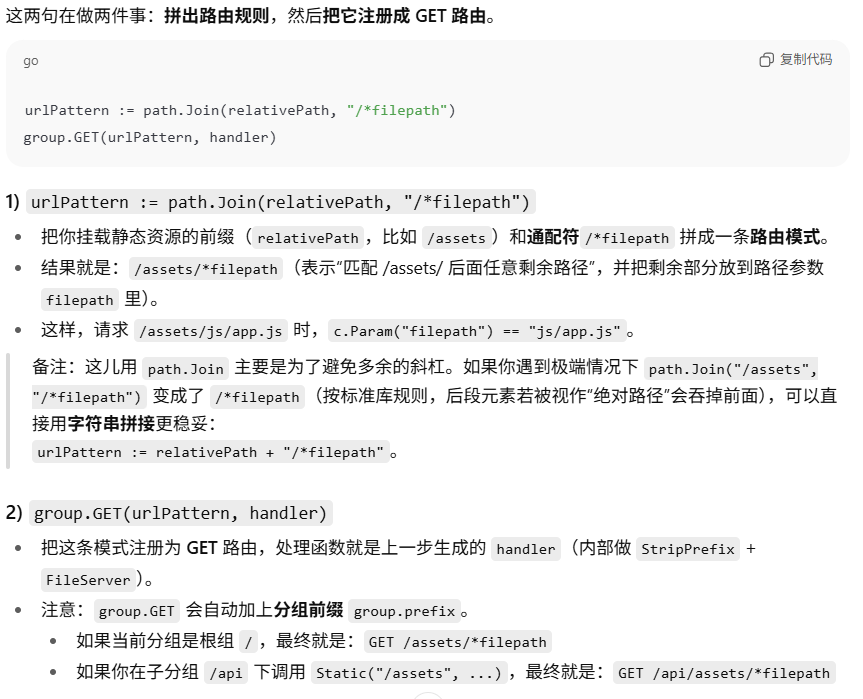 这两句在做两件事：拼出路由规则，然后把它注册成 GET 路由。
go
复制代码
urlPattern := path.Join(relativePath, "/*filepath")
group.GET(urlPattern, handler)
1) urlPattern := path.Join(relativePath, "/*filepath")
• 把你挂载静态资源的前缀（relativePath，比如 /assets）和通配符 /*filepath 拼成一条路由模式。
• 结果就是：/assets/*filepath（表示“匹配 /assets/ 后面任意剩余路径”，并把剩余部分放到路径参数
filepath 里）。
• 这样，请求 /assets/js/app.js 时，c.Param("filepath") == "js/app.js"。
备注：这儿用 path.Join 主要是为了避免多余的斜杠。如果你遇到极端情况下 path.Join("/assets",
"/*filepath") 变成了 /*filepath（按标准库规则，后段元素若被视作“绝对路径”会吞掉前面），可以直
接用字符串拼接更稳妥：
urlPattern := relativePath + "/*filepath"。
2) group.GET(urlPattern, handler)
• 把这条模式注册为 GET 路由，处理函数就是上一步生成的 handler（内部做 StripPrefix +
FileServer）。
• 注意：group.GET 会自动加上分组前缀 group.prefix。
• 如果当前分组是根组 /，最终就是：GET /assets/*filepath
• 如果你在子分组 /api 下调用 Static("/assets", ...)，最终就是：GET /api/assets/*filepath